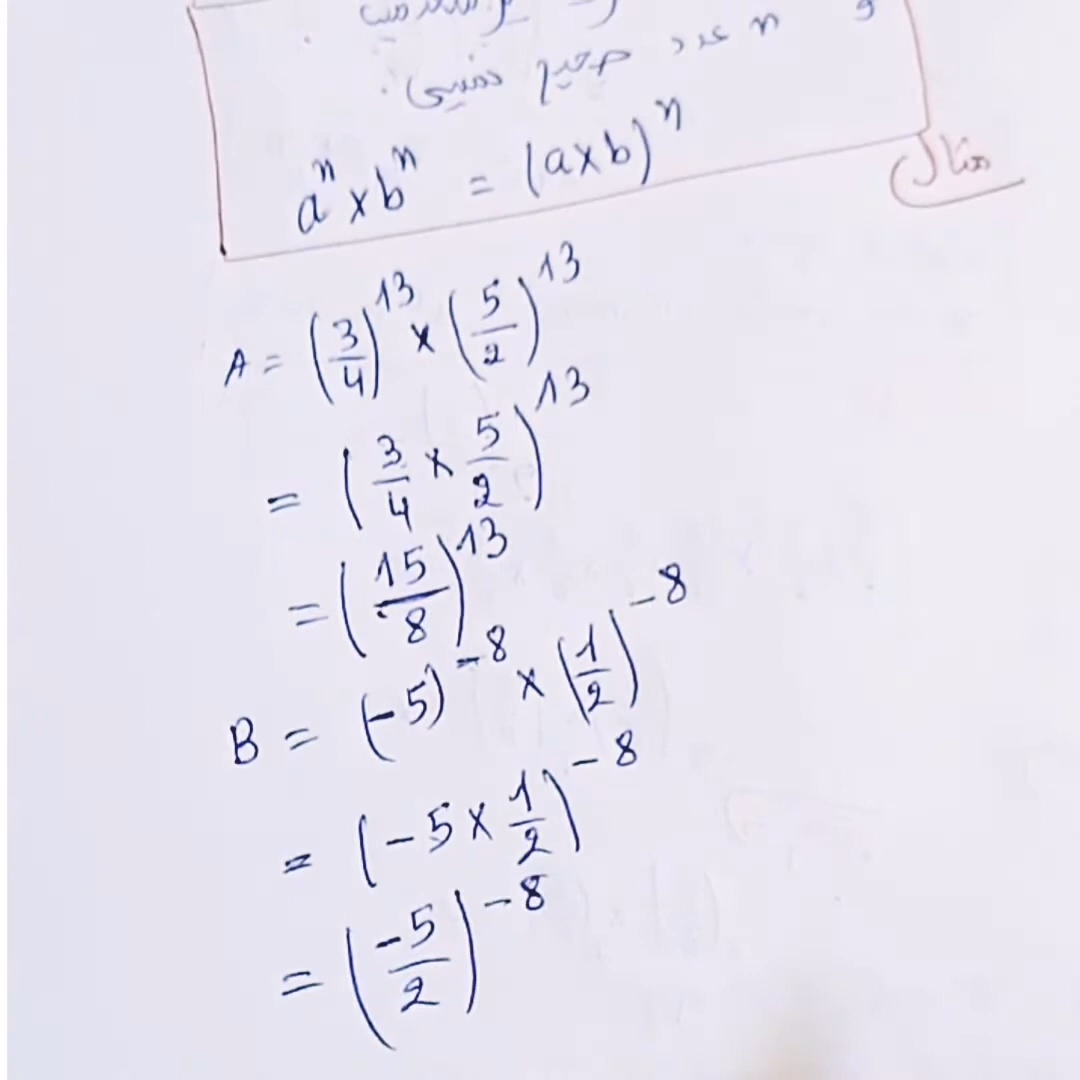 و n عدد صحيح نسبي.
a^n × b^n = (a × b)^n
مثال
A = (3/4)^13 × (5/2)^13
= (3/4 × 5/2)^13
= (15/8)^13
B = (-5)^-8 × (1/2)^-8
= (-5 × 1/2)^-8
= (-5/2)^-8